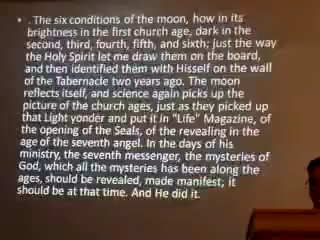 • . The six conditions of the moon, how in its
brightness in the first church age, dark in the
second, third, fourth, fifth, and sixth; just the way
the Holy Spirit let me draw them on the board,
and then identified them with Hisself on the wall
of the Tabernacle two years ago. The moon
reflects itself, and science again picks up the
picture of the church ages, just as they picked up
that Light yonder and put it in "Life" Magazine, of
the opening of the Seals, of the revealing in the
age of the seventh angel. In the days of his
ministry, the seventh messenger, the mysteries of
God, which all the mysteries has been along the
ages, should be revealed, made manifest; it
should be at that time. And He did it.